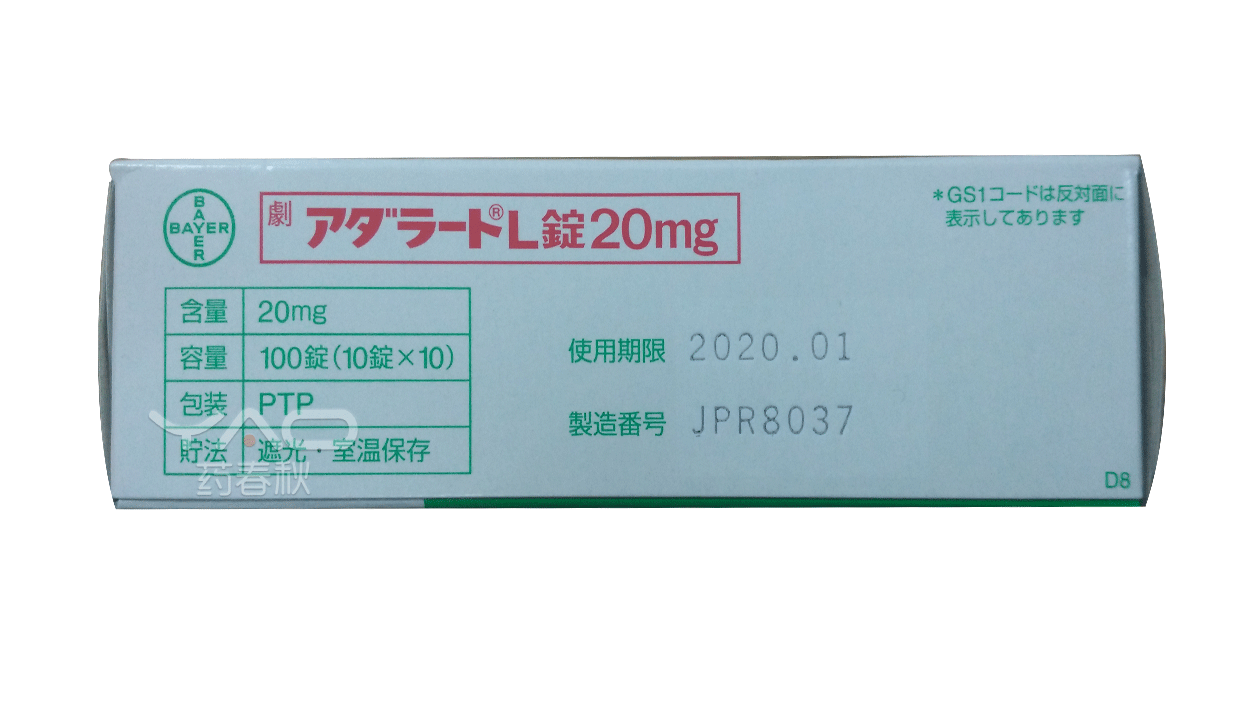 BAYER
BAYER
劇 アダラート®L錠20mg
*GS1コードは反対面に
表示してあります
含量 20mg
容量 100錠(10錠×10)
包装 PTP
貯法 遮光・室温保存
使用期限 2020.01
製造番号 JPR8037
YAO
药春秋
D8